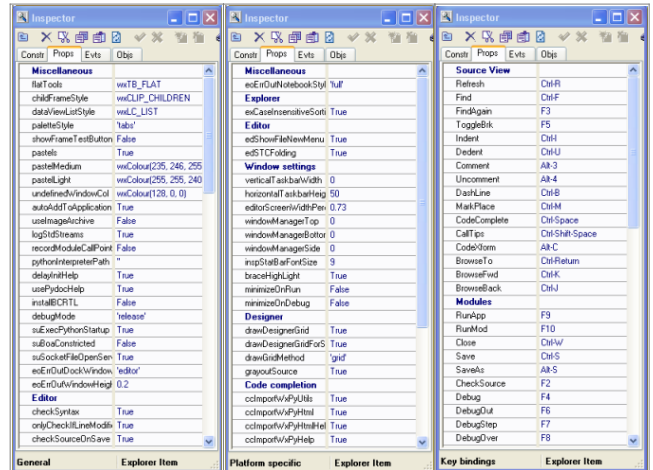 Inspector
Constr Props Evts Objs
Miscellaneous
flatTools wxTB_FLAT
childFrameStyle wxCLIP_CHILDREN
dataViewListStyle wxLC_LIST
paletteStyle 'tabs'
showFrameTestButton False
pastels True
pastelMedium wxColour(235, 246, 255
pastelLight wxColour(255, 255, 240
undefinedWindowCol wxColour(128, 0, 0)
autoAddToApplication True
useImageArchive False
logStdStreams True
recordModuleCallPoint False
pythonInterpreterPath ''
delayInitHelp True
usePydocHelp True
installBCRTL False
debugMode 'release'
suExecPythonStartup True
suBoaConstricted False
suSocketFileOpenServ True
eoErrOutDockWindow 'editor'
eoErrOutWindowHeigh 0.2
Editor
checkSyntax True
onlyCheckIfLineModifi True
checkSourceOnSave True
General Explorer Item
Inspector
Constr Props Evts Objs
Miscellaneous
eoErrOutNotebookStyl 'full'
Explorer
exCaseInsensitiveSorti True
Editor
edShowFileNewMenu True
edSTCFolding True
Window settings
verticalTaskbarWidth 0
horizontalTaskbarHeig 50
editorScreenWidthPerc 0.73
windowManagerTop 0
windowManagerBottor 0
windowManagerSide 0
inspStatBarFontSize 9
braceHighLight True
minimizeOnRun False
minimizeOnDebug False
Designer
drawDesignerGrid True
drawDesignerGridForS True
drawGridMethod 'grid'
grayoutSource True
Code completion
ccImportWxPyUtils True
ccImportWxPyHtml True
ccImportWxPyHtmlHel True
ccImportWxPyHelp True
Platform specific Explorer Item
Inspector
Constr Props Evts Objs
Source View
Refresh Ctrl-R
Find Ctrl-F
FindAgain F3
ToggleBrk F5
Indent Ctrl-I
Dedent Ctrl-U
Comment Alt-3
Uncomment Alt-4
DashLine Ctrl-B
MarkPlace Ctrl-M
CodeComplete Ctrl-Space
CallTips Ctrl-Shift-Space
CodeXform Alt-C
BrowseTo Ctrl-Return
BrowseFwd Ctrl-K
BrowseBack Ctrl-J
Modules
RunApp F9
RunMod F10
Close Ctrl-W
Save Ctrl-S
SaveAs Alt-S
CheckSource F2
Debug F4
DebugOut F6
DebugStep F7
DebugOver F8
Key bindings Explorer Item